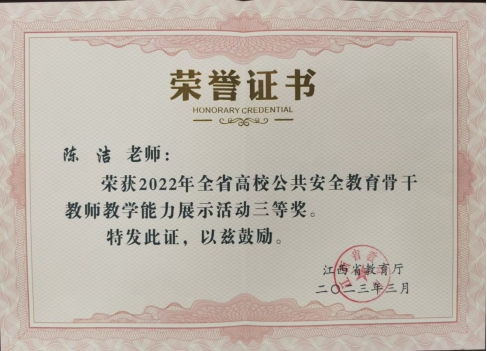 荣誉证书
HONORARY CREDENTIAL
陈 洁 老师：
荣获2022年全省高校公共安全教育骨干
教师教学能力展示活动三等奖。
特发此证，以兹鼓励。
江西省教育厅
二〇二三年三月